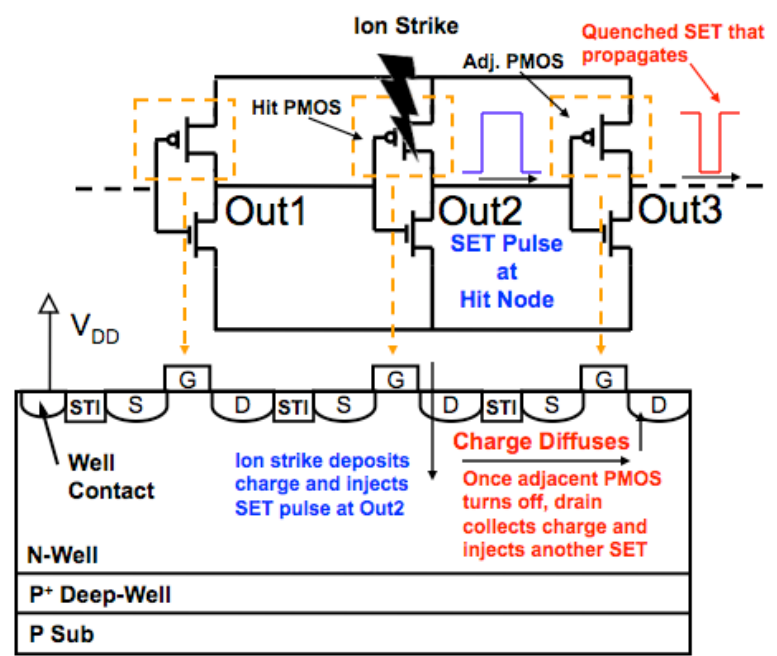 Ion Strike
Quenched SET that
propagates
Adj. PMOS
Hit PMOS
Out1
Out2
Out3
SET Pulse
at
Hit Node
VDD
G
G
G
STI
S
D
STI
S
D
STI
S
D
Well
Contact
Ion strike deposits
charge and injects
SET pulse at Out2
Charge Diffuses
Once adjacent PMOS
turns off, drain
collects charge and
injects another SET
N-Well
P+ Deep-Well
P Sub